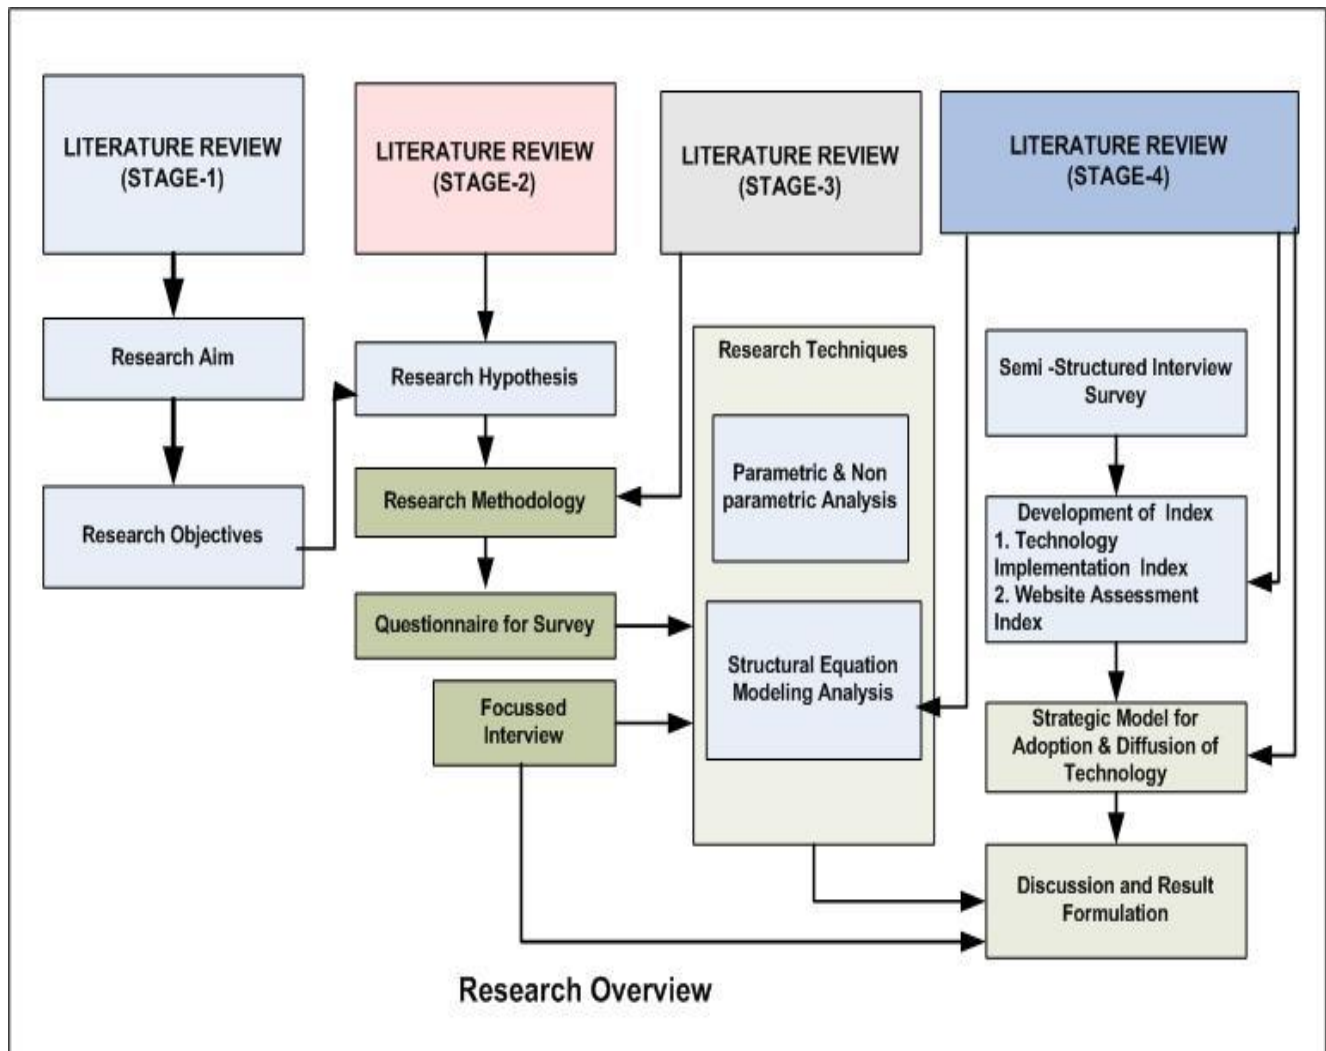 LITERATURE REVIEW
(STAGE-1)
Research Aim
Research Objectives
LITERATURE REVIEW
(STAGE-2)
Research Hypothesis
Research Methodology
Questionnaire for Survey
Focussed
Interview
LITERATURE REVIEW
(STAGE-3)
Research Techniques
Parametric & Non
parametric Analysis
Structural Equation
Modeling Analysis
LITERATURE REVIEW
(STAGE-4)
Semi -Structured Interview
Survey
Development of Index
1. Technology
Implementation Index
2. Website Assessment
Index
Strategic Model for
Adoption & Diffusion of
Technology
Discussion and Result
Formulation
Research Overview